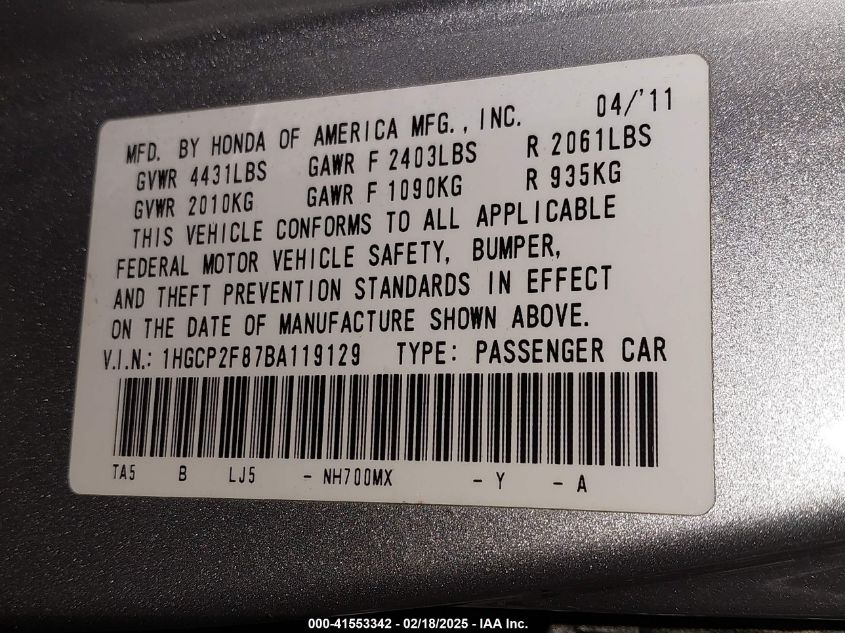 04/'11
MFD. BY HONDA OF AMERICA MFG., INC.
GVWR 4431LBS GAWR F 2403LBS R 2061LBS
GVWR 2010KG GAWR F 1090KG R 935KG
THIS VEHICLE CONFORMS TO ALL APPLICABLE
FEDERAL MOTOR VEHICLE SAFETY, BUMPER,
AND THEFT PREVENTION STANDARDS IN EFFECT
ON THE DATE OF MANUFACTURE SHOWN ABOVE.
V.I.N.: 1HGCP2F87BA119129 TYPE: PASSENGER CAR
TA5 B LJ5 - NH700MX - Y - A
000-41553342 - 02/18/2025 - IAA Inc.